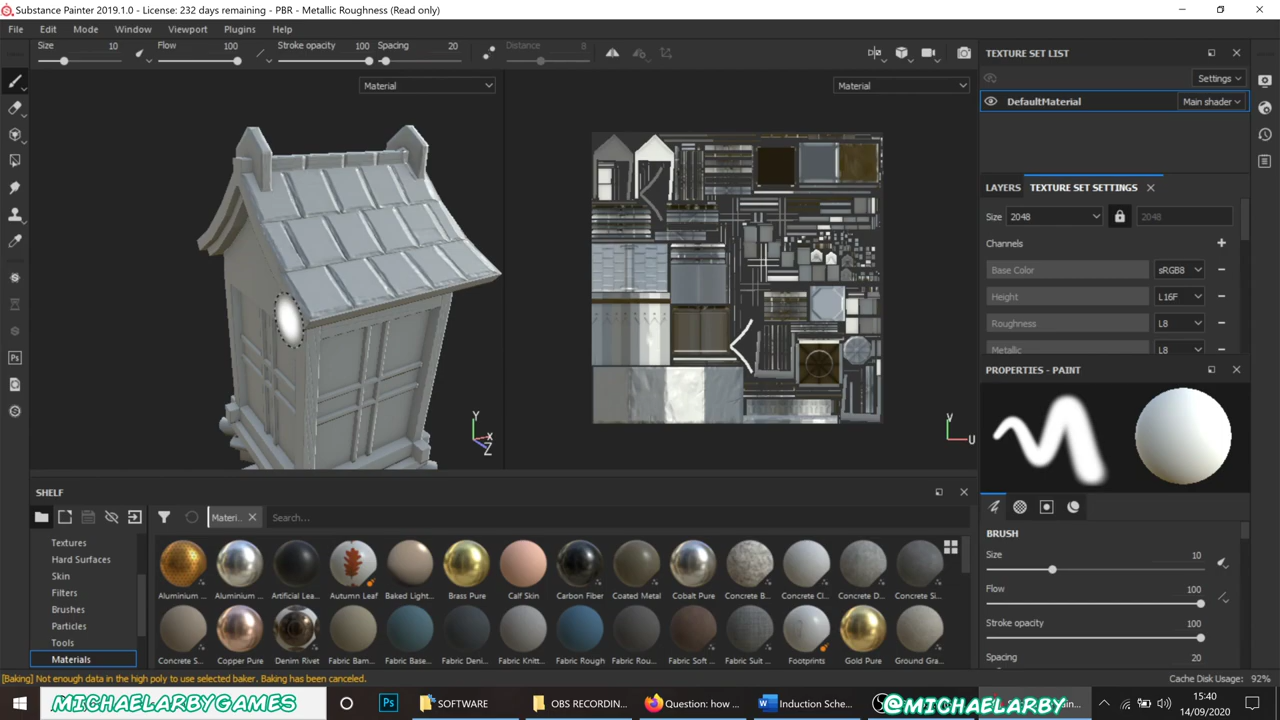 Substance Painter 2019.1.0 - License: 232 days remaining - PBR - Metallic Roughness (Read only)
File Edit Mode Window Viewport Plugins Help
Size 10 Flow 100 Stroke opacity 100 Spacing 20 Distance 8
Material
Material
Y
X
Z
V
U
TEXTURE SET LIST
Settings
DefaultMaterial Main shader
LAYERS TEXTURE SET SETTINGS
Size 2048 2048
Channels
Base Color sRGB8
Height L16F
Roughness L8
Metallic L8
PROPERTIES - PAINT
BRUSH
Size 10
Flow 100
Stroke opacity 100
Spacing 20
SHELF
Materi... Search...
Textures
Hard Surfaces
Skin
Filters
Brushes
Particles
Tools
Materials
Aluminium ... Aluminium ... Artificial Lea... Autumn Leaf Baked Light... Brass Pure Calf Skin Carbon Fiber Coated Metal Cobalt Pure Concrete B... Concrete Cl... Concrete D... Concrete Si...
Concrete S... Copper Pure Denim Rivet Fabric Bam... Fabric Base... Fabric Deni... Fabric Knitt... Fabric Rough Fabric Rou... Fabric Soft ... Fabric Suit ... Footprints Gold Pure Ground Gra...
[Baking] Not enough data in the high poly to use selected baker. Baking has been canceled.
Cache Disk Usage: 92%
MICHAELARBYGAMES Ps SOFTWARE OBS RECORDIN... Question: how ... Induction Sche... @MICHAELARBY
15:40
14/09/2020